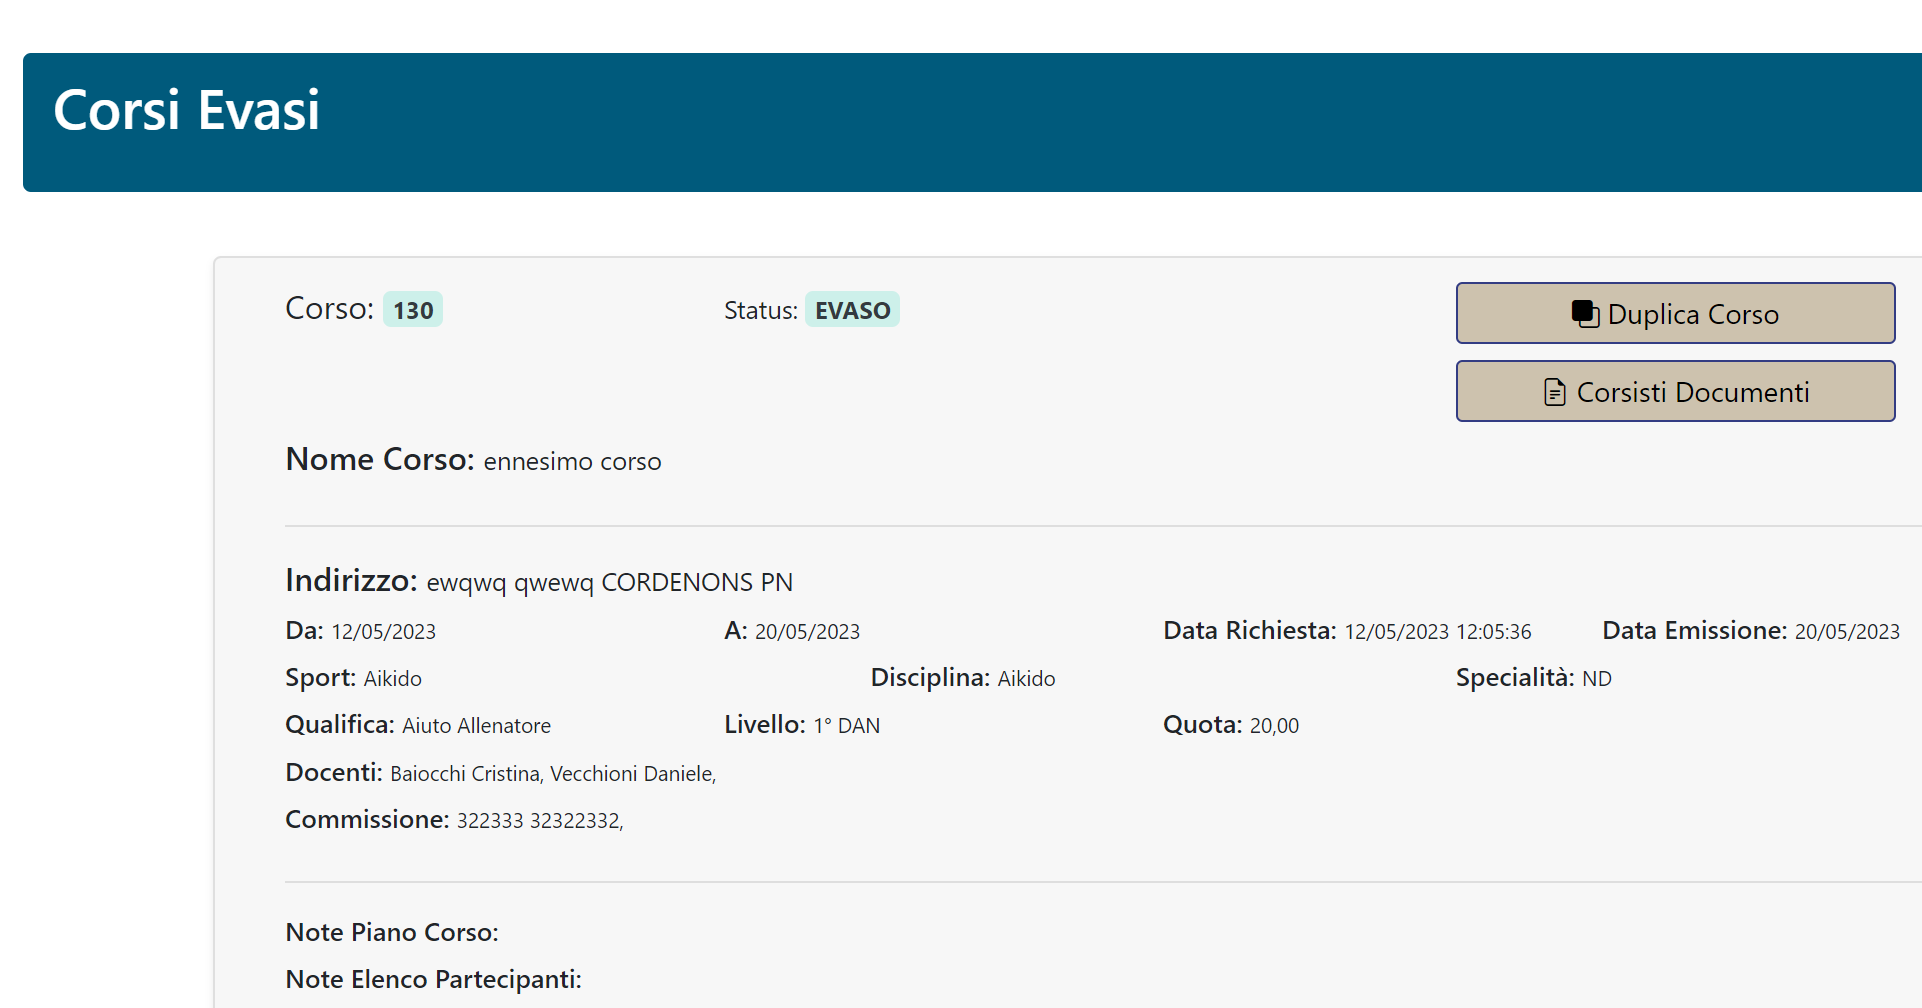 Corsi Evasi
Corso: 130 Status: EVASO Duplica Corso
Corsisti Documenti
Nome Corso: ennesimo corso
Indirizzo: ewqwq qwewq CORDENONS PN
Da: 12/05/2023 A: 20/05/2023 Data Richiesta: 12/05/2023 12:05:36 Data Emissione: 20/05/2023
Sport: Aikido Disciplina: Aikido Specialità: ND
Qualifica: Aiuto Allenatore Livello: 1° DAN Quota: 20,00
Docenti: Baiocchi Cristina, Vecchioni Daniele,
Commissione: 322333 32322332,
Note Piano Corso:
Note Elenco Partecipanti: